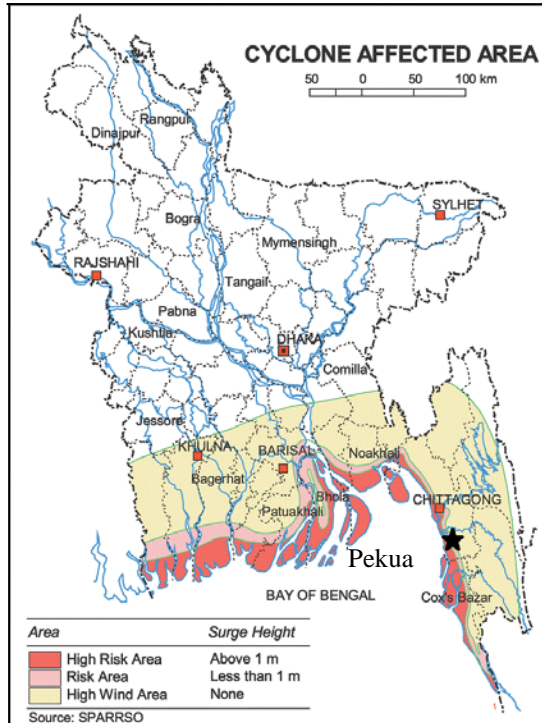 CYCLONE AFFECTED AREA
50 0 50 100 km
Rangpur
Dinajpur
Bogra
SYLHET
Mymensingh
RAJSHAHI
Tangail
Pabna
Kushtia
DHAKA
Comilla
Jessore
KHULNA
BARISAL
Noakhali
Bagerhat
Bhola
CHITTAGONG
Patuakhali
Pekua
Cox's Bazar
BAY OF BENGAL
Area Surge Height
High Risk Area Above 1 m
Risk Area Less than 1 m
High Wind Area None
Source: SPARRSO
1